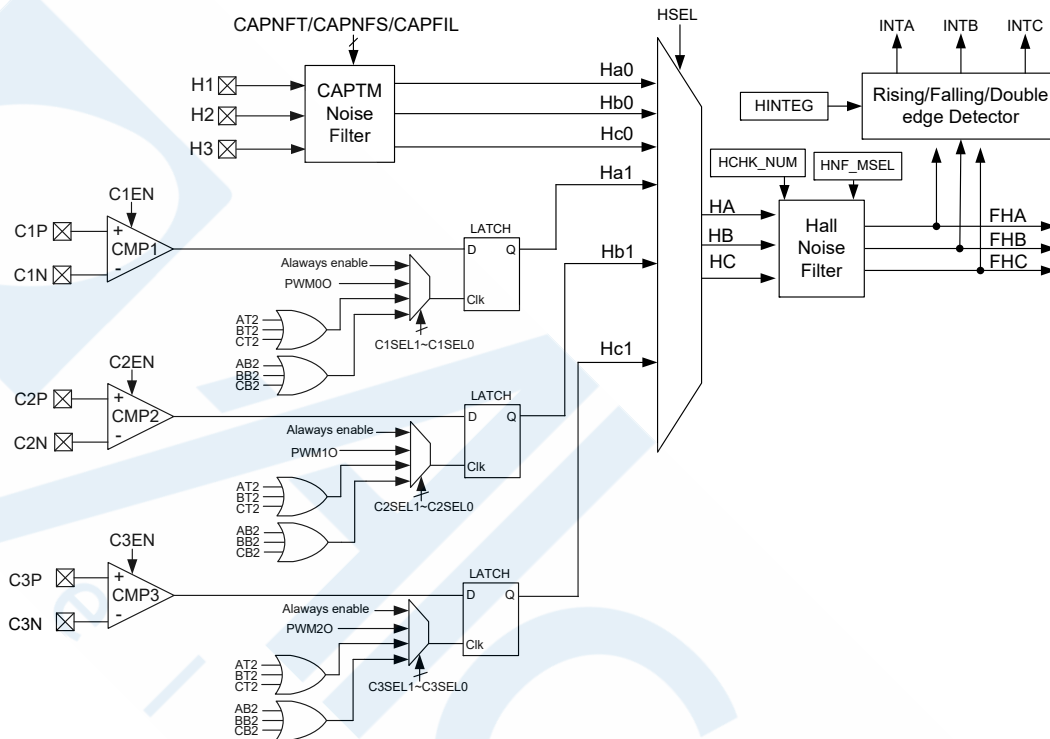 CAPNFT/CAPNFS/CAPFIL
HSEL
INTA INTB INTC
H1
H2
H3
CAPTM
Noise
Filter
Ha0
Hb0
Hc0
HINTEG
Rising/Falling/Double
edge Detector
HCHK_NUM
HNF_MSEL
Ha1
HA
HB
HC
Hall
Noise
Filter
FHA
FHB
FHC
C1EN
C1P
C1N
+
-
CMP1
LATCH
D Q
Clk
Alaways enable
PWM0O
AT2
BT2
CT2
AB2
BB2
CB2
C1SEL1~C1SEL0
Hb1
C2EN
C2P
C2N
+
-
CMP2
LATCH
D Q
Clk
Alaways enable
PWM1O
AT2
BT2
CT2
AB2
BB2
CB2
C2SEL1~C2SEL0
Hc1
C3EN
C3P
C3N
+
-
CMP3
LATCH
D Q
Clk
Alaways enable
PWM2O
AT2
BT2
CT2
AB2
BB2
CB2
C3SEL1~C3SEL0